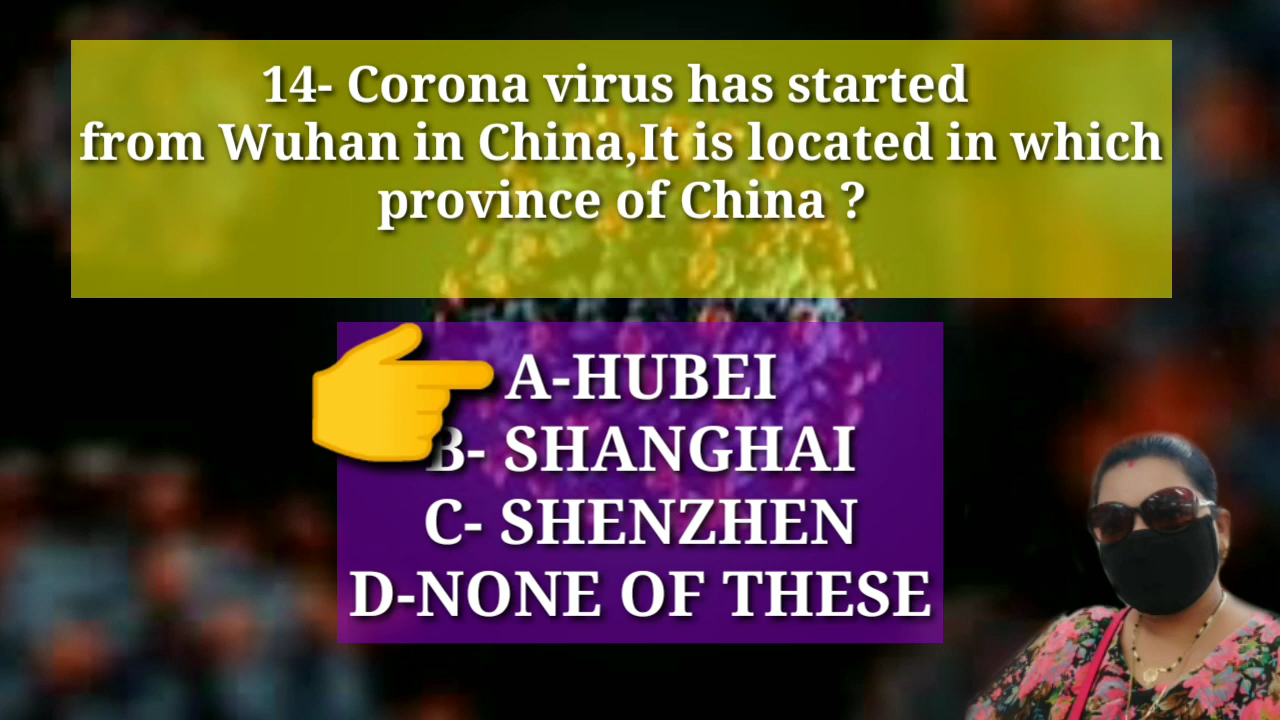 14- Corona virus has started
from Wuhan in China,It is located in which
province of China ?
A-HUBEI
B- SHANGHAI
C- SHENZHEN
D-NONE OF THESE